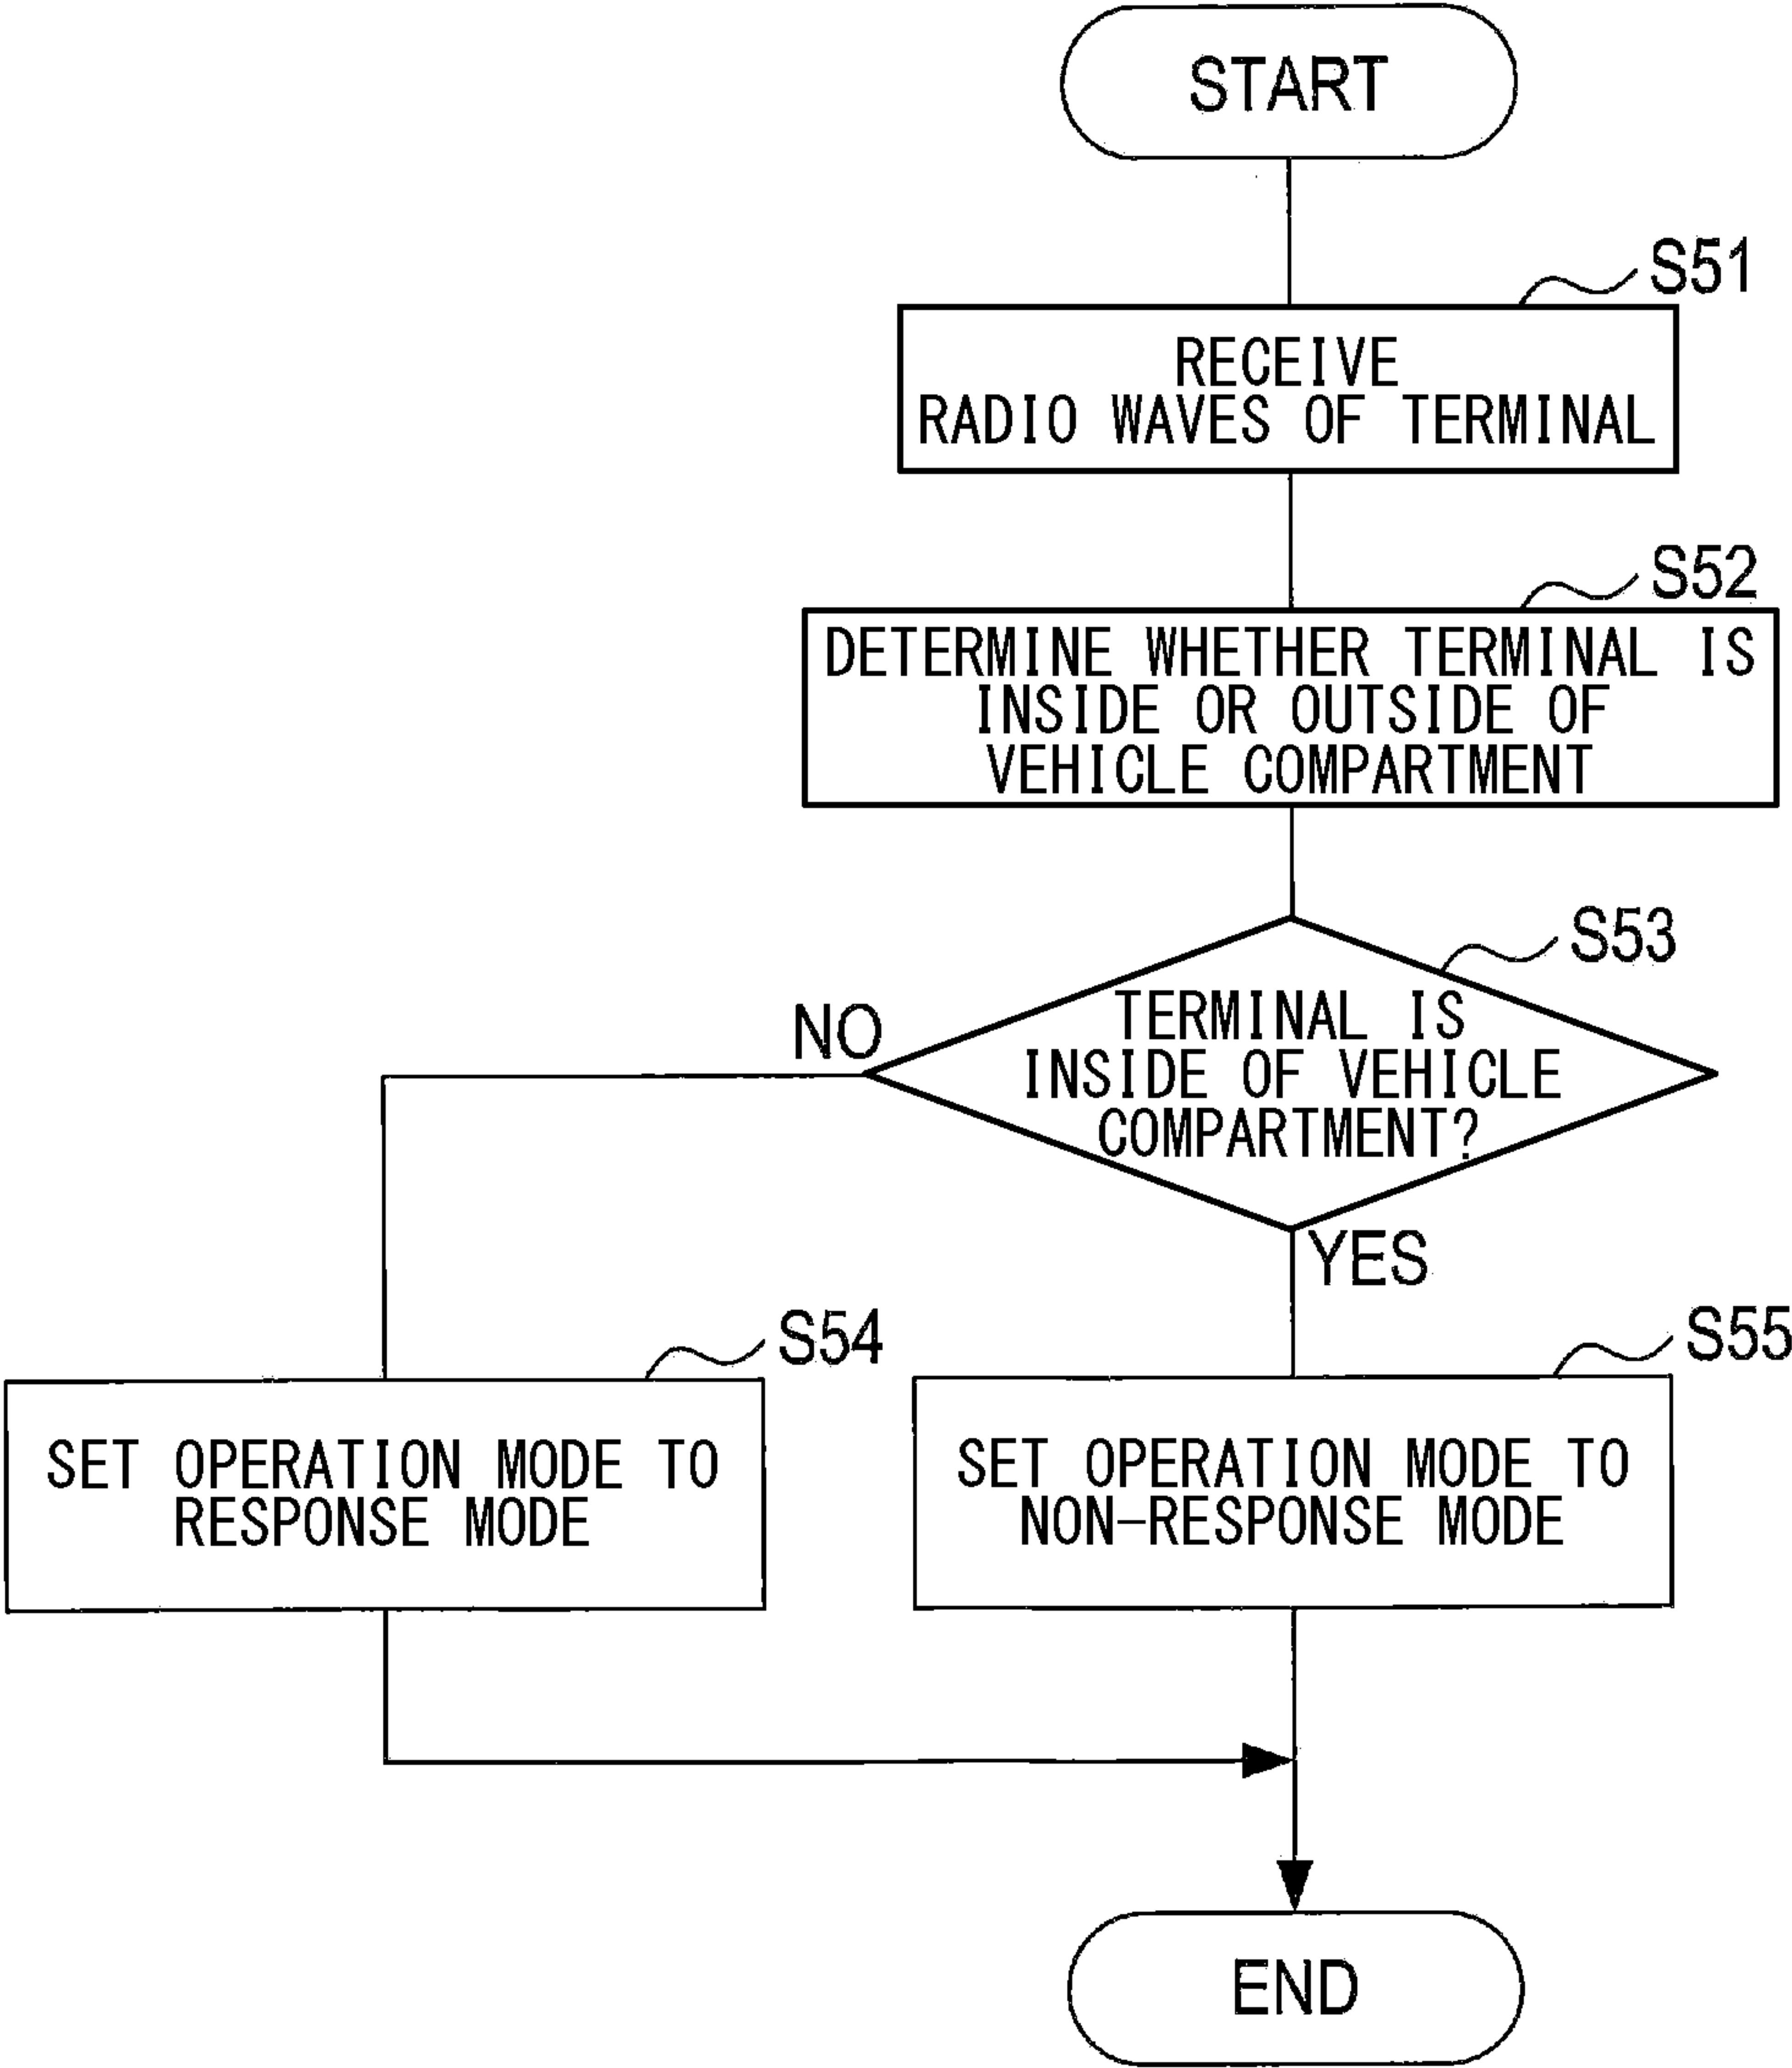 START
S51
RECEIVE
RADIO WAVES OF TERMINAL
S52
DETERMINE WHETHER TERMINAL IS
INSIDE OR OUTSIDE OF
VEHICLE COMPARTMENT
S53
TERMINAL IS
INSIDE OF VEHICLE
COMPARTMENT?
NO
YES
S54
SET OPERATION MODE TO
RESPONSE MODE
S55
SET OPERATION MODE TO
NON-RESPONSE MODE
END